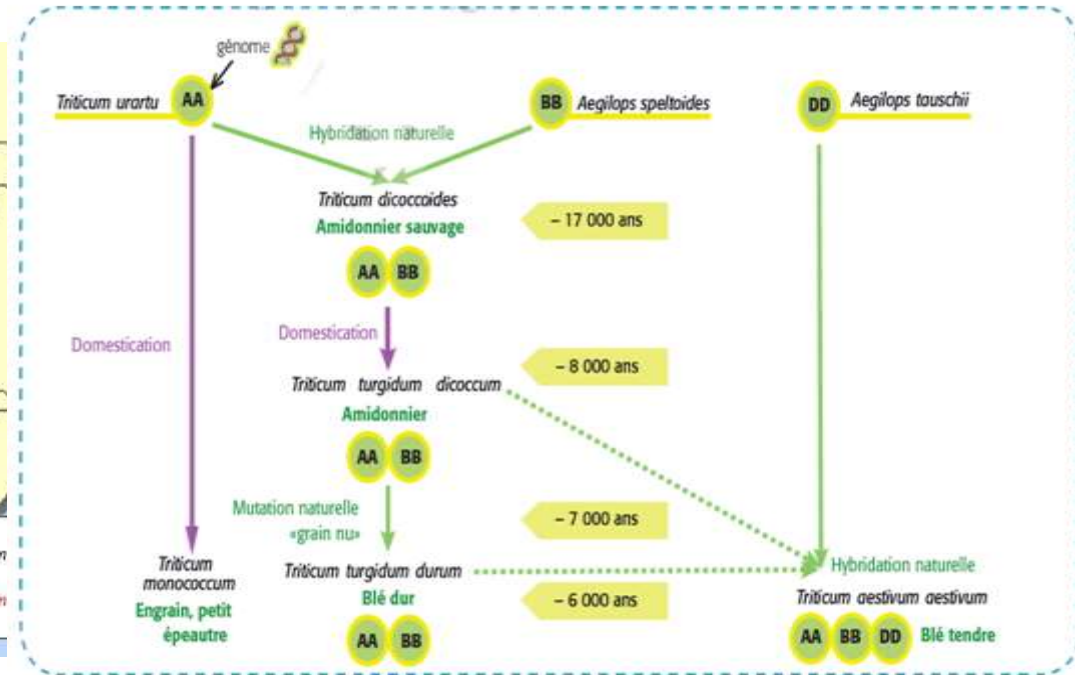 génome
Triticum urartu
AA
BB
Aegilops speltoides
DD
Aegilops tauschii
Hybridation naturelle
Triticum dicoccoides
Amidonnier sauvage
– 17 000 ans
AA BB
Domestication
Domestication
– 8 000 ans
Triticum turgidum dicoccum
Amidonnier
AA BB
Mutation naturelle
«grain nu»
– 7 000 ans
Triticum
monococcum
Engrain, petit
épeautre
Triticum turgidum durum
Blé dur
– 6 000 ans
AA BB
Hybridation naturelle
Triticum aestivum aestivum
AA BB DD Blé tendre